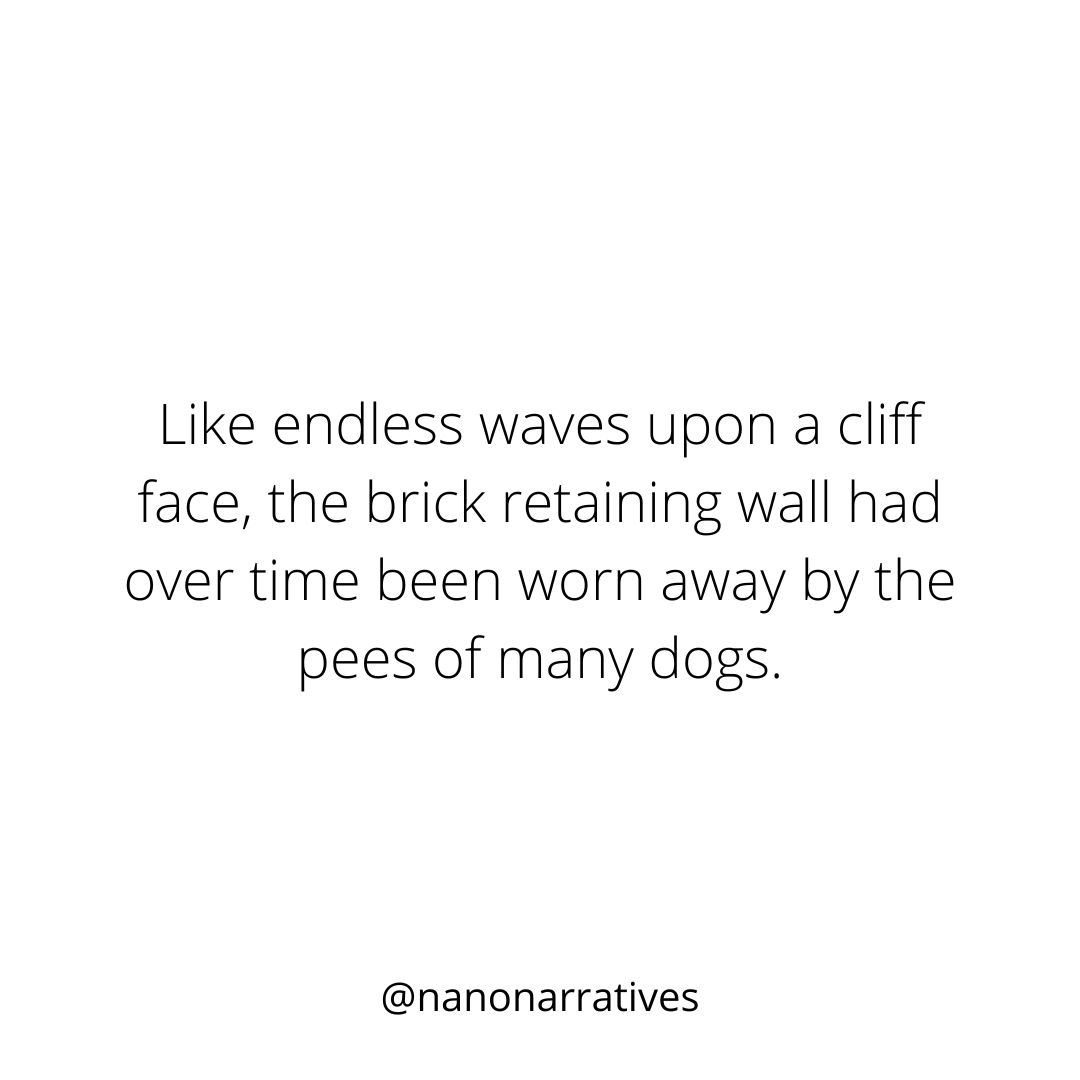 Like endless waves upon a cliff
face, the brick retaining wall had
over time been worn away by the
pees of many dogs.
@nanonarratives